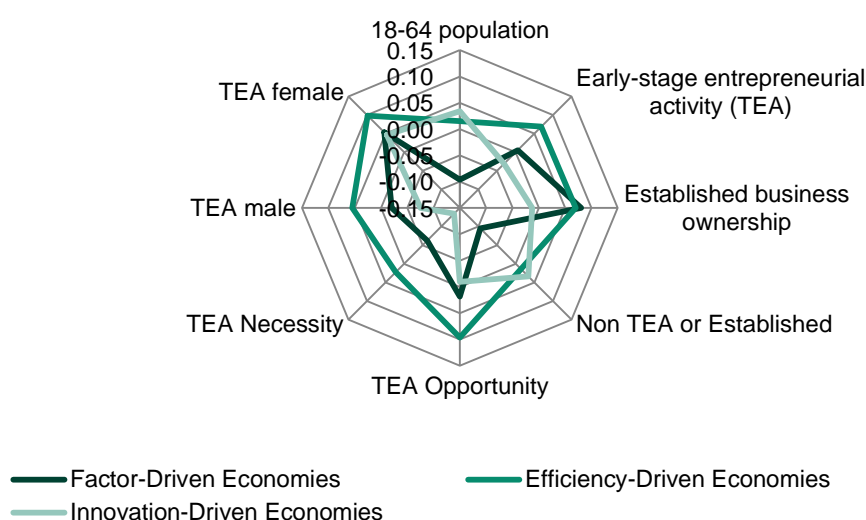 18-64 population
0.15
0.10
0.05
0.00
-0.05
-0.10
-0.15
Early-stage entrepreneurial
activity (TEA)
Established business
ownership
Non TEA or Established
TEA Opportunity
TEA Necessity
TEA male
TEA female
Factor-Driven Economies
Efficiency-Driven Economies
Innovation-Driven Economies